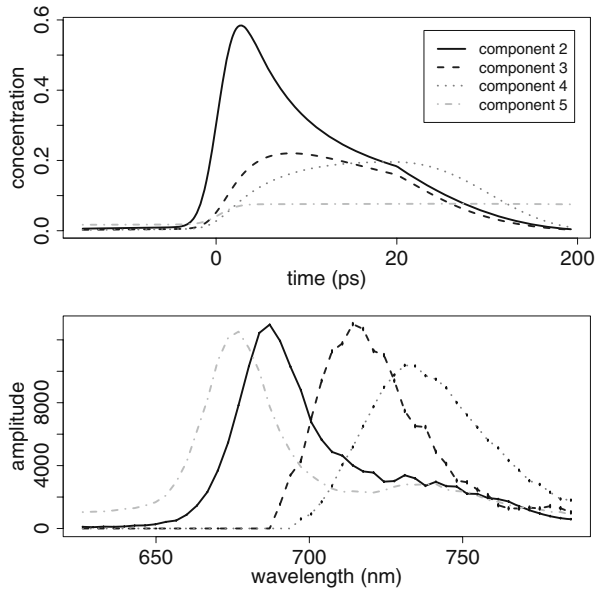 concentration
0.0
0.2
0.4
0.6
component 2
component 3
component 4
component 5
0
20
200
time (ps)
amplitude
0
4000
8000
650
700
750
wavelength (nm)